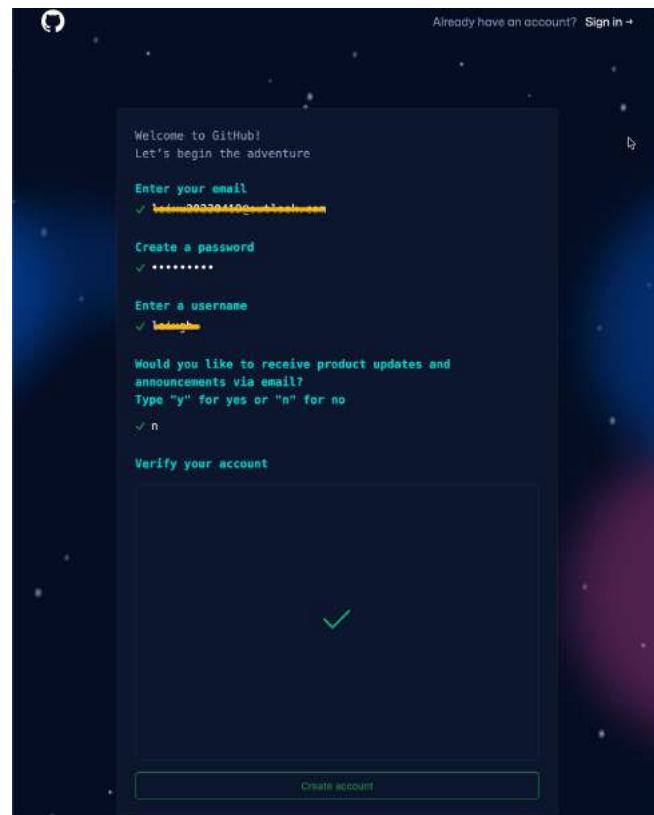 Already have an account? Sign in →
Welcome to GitHub!
Let's begin the adventure
Enter your email
✓
Create a password
✓ •••••••••
Enter a username
✓
Would you like to receive product updates and
announcements via email?
Type "y" for yes or "n" for no
✓ n
Verify your account
Create account